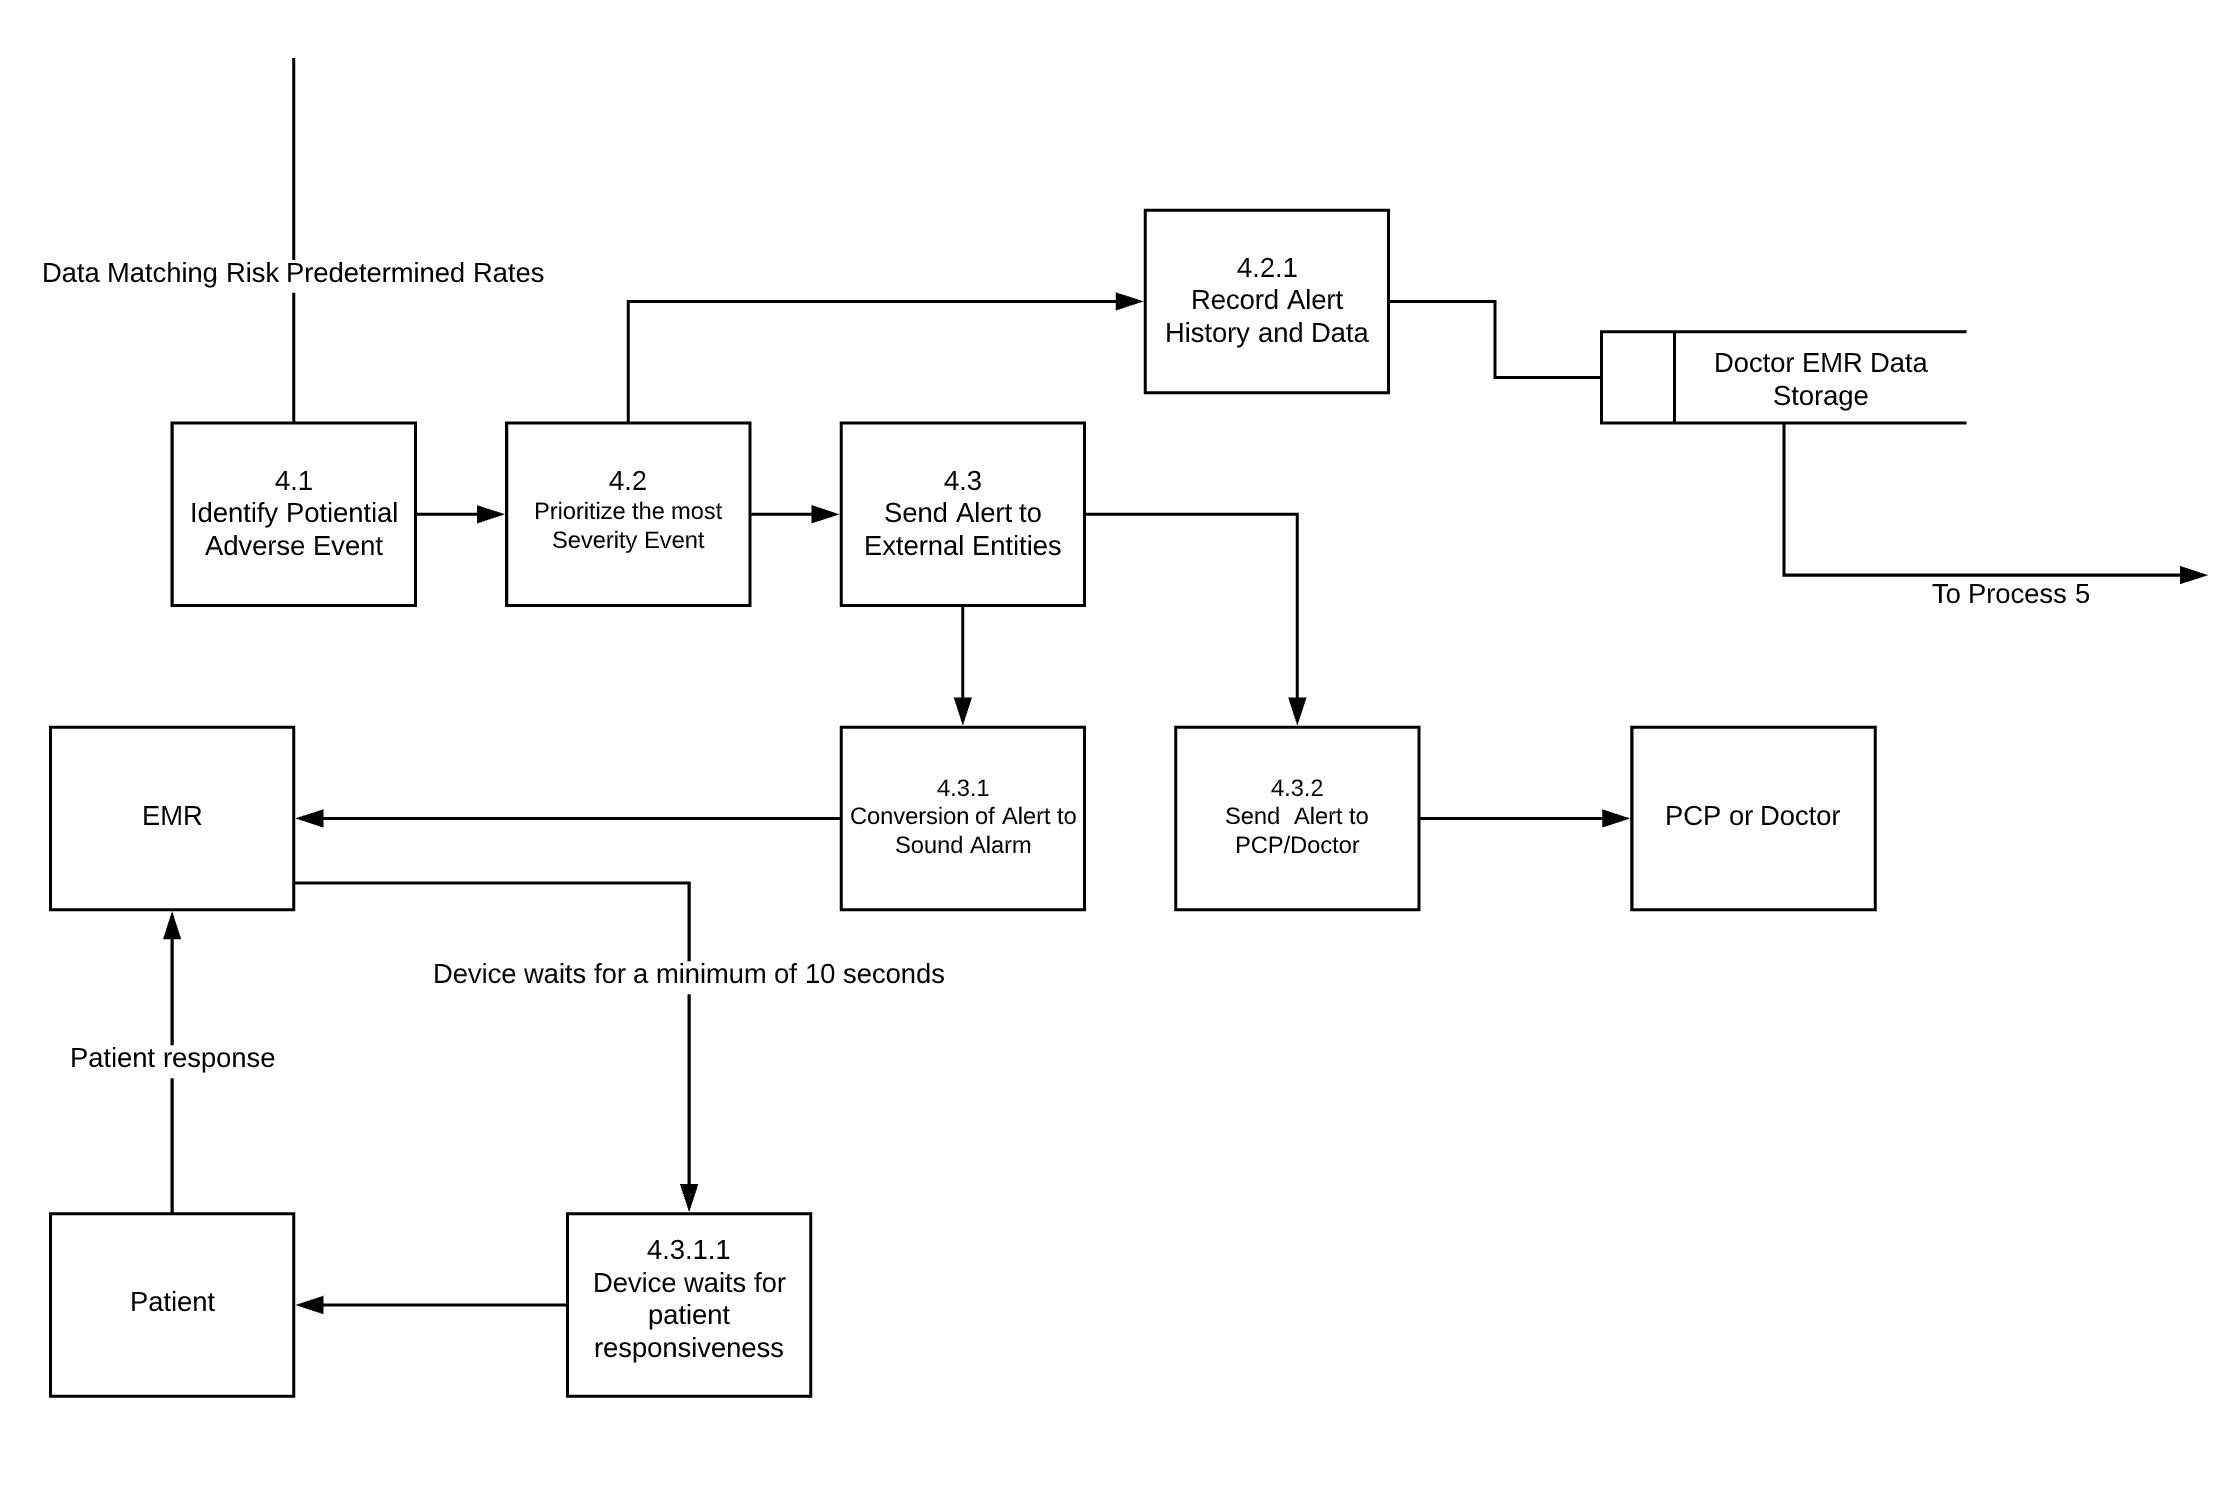 Data Matching Risk Predetermined Rates
4.2.1
Record Alert
History and Data
Doctor EMR Data
Storage
4.1
Identify Potiential
Adverse Event
4.2
Prioritize the most
Severity Event
4.3
Send Alert to
External Entities
To Process 5
EMR
4.3.1
Conversion of Alert to
Sound Alarm
4.3.2
Send  Alert to
PCP/Doctor
PCP or Doctor
Device waits for a minimum of 10 seconds
Patient response
Patient
4.3.1.1
Device waits for
patient
responsiveness